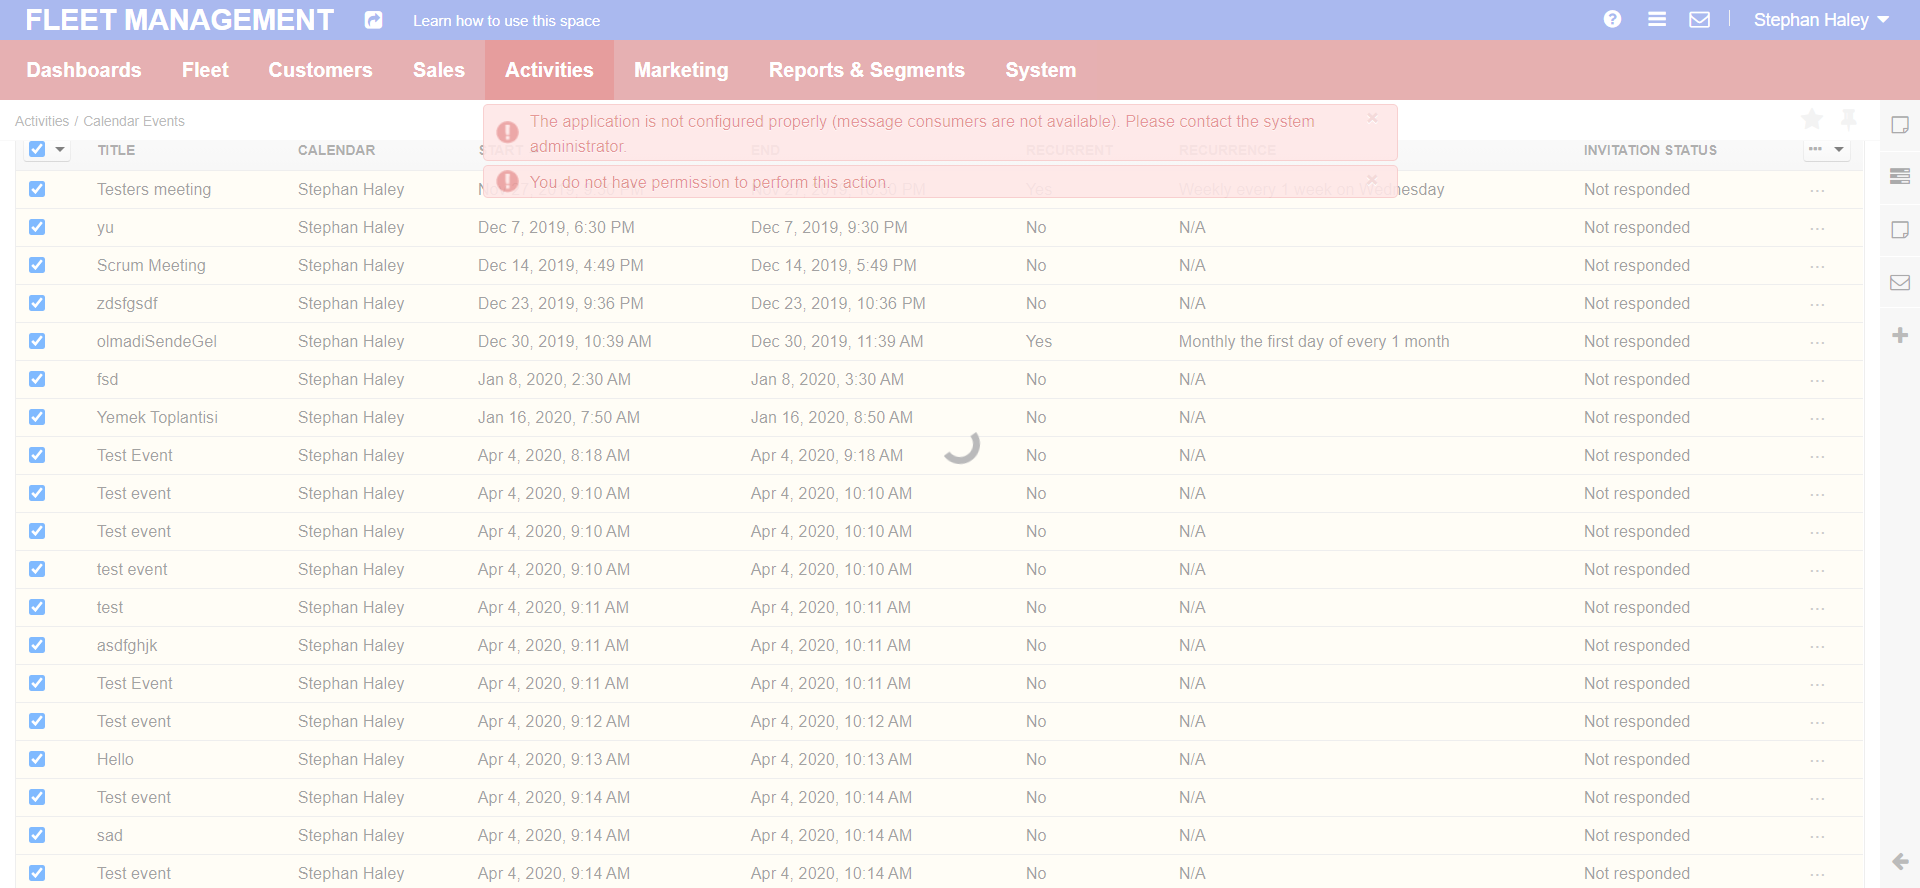 FLEET MANAGEMENT Learn how to use this space Stephan Haley
Dashboards Fleet Customers Sales Activities Marketing Reports & Segments System
Activities / Calendar Events
The application is not configured properly (message consumers are not available). Please contact the system
administrator.
TITLE CALENDAR START END RECURRENT RECURRENCE INVITATION STATUS
You do not have permission to perform this action.
Testers meeting Stephan Haley PM Yes Weekly every 1 week on Wednesday Not responded
yu Stephan Haley Dec 7, 2019, 6:30 PM Dec 7, 2019, 9:30 PM No N/A Not responded
Scrum Meeting Stephan Haley Dec 14, 2019, 4:49 PM Dec 14, 2019, 5:49 PM No N/A Not responded
zdsfgsdf Stephan Haley Dec 23, 2019, 9:36 PM Dec 23, 2019, 10:36 PM No N/A Not responded
olmadiSendeGel Stephan Haley Dec 30, 2019, 10:39 AM Dec 30, 2019, 11:39 AM Yes Monthly the first day of every 1 month Not responded
fsd Stephan Haley Jan 8, 2020, 2:30 AM Jan 8, 2020, 3:30 AM No N/A Not responded
Yemek Toplantisi Stephan Haley Jan 16, 2020, 7:50 AM Jan 16, 2020, 8:50 AM No N/A Not responded
Test Event Stephan Haley Apr 4, 2020, 8:18 AM Apr 4, 2020, 9:18 AM No N/A Not responded
Test event Stephan Haley Apr 4, 2020, 9:10 AM Apr 4, 2020, 10:10 AM No N/A Not responded
Test event Stephan Haley Apr 4, 2020, 9:10 AM Apr 4, 2020, 10:10 AM No N/A Not responded
test event Stephan Haley Apr 4, 2020, 9:10 AM Apr 4, 2020, 10:10 AM No N/A Not responded
test Stephan Haley Apr 4, 2020, 9:11 AM Apr 4, 2020, 10:11 AM No N/A Not responded
asdfghjk Stephan Haley Apr 4, 2020, 9:11 AM Apr 4, 2020, 10:11 AM No N/A Not responded
Test Event Stephan Haley Apr 4, 2020, 9:11 AM Apr 4, 2020, 10:11 AM No N/A Not responded
Test event Stephan Haley Apr 4, 2020, 9:12 AM Apr 4, 2020, 10:12 AM No N/A Not responded
Hello Stephan Haley Apr 4, 2020, 9:13 AM Apr 4, 2020, 10:13 AM No N/A Not responded
Test event Stephan Haley Apr 4, 2020, 9:14 AM Apr 4, 2020, 10:14 AM No N/A Not responded
sad Stephan Haley Apr 4, 2020, 9:14 AM Apr 4, 2020, 10:14 AM No N/A Not responded
Test event Stephan Haley Apr 4, 2020, 9:14 AM Apr 4, 2020, 10:14 AM No N/A Not responded